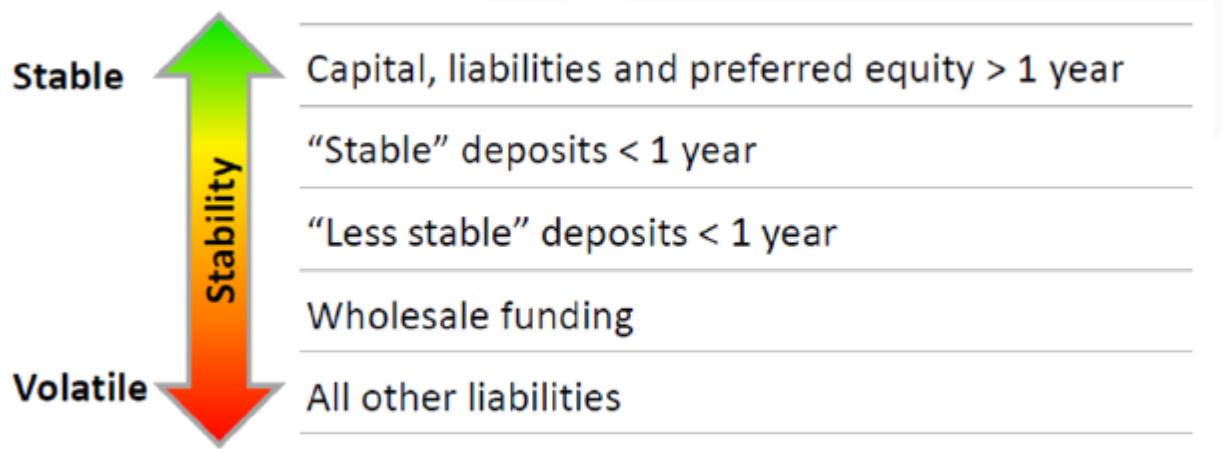 Stable
Capital, liabilities and preferred equity > 1 year
“Stable” deposits < 1 year
Stability
“Less stable” deposits < 1 year
Wholesale funding
Volatile
All other liabilities